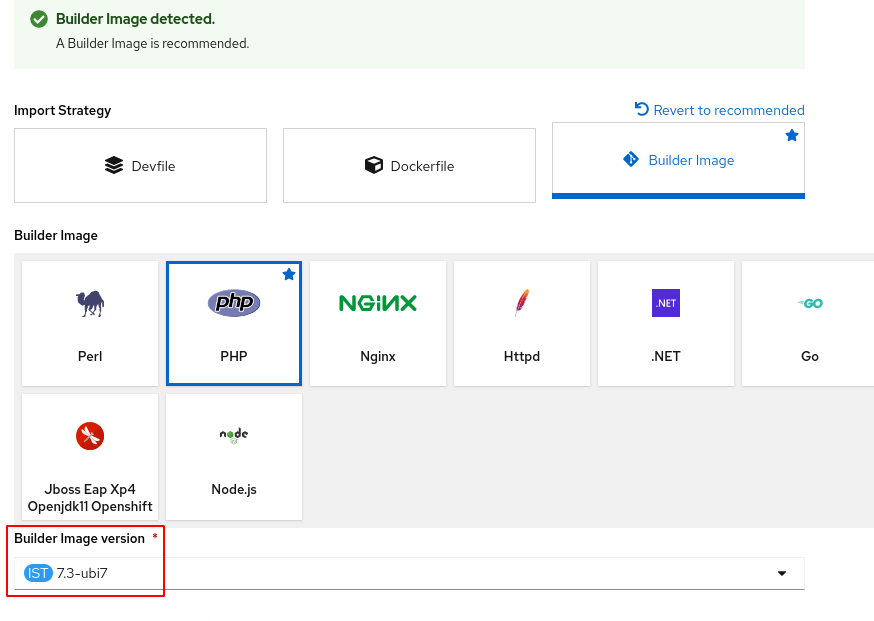 Builder Image detected.
A Builder Image is recommended.
Import Strategy
Revert to recommended
Devfile
Dockerfile
Builder Image
Builder Image
php
NGiNX
.NET
GO
Perl
PHP
Nginx
Httpd
.NET
Go
node
Jboss Eap Xp4
Openjdk11 Openshift
Node.js
Builder Image version *
IST 7.3-ubi7